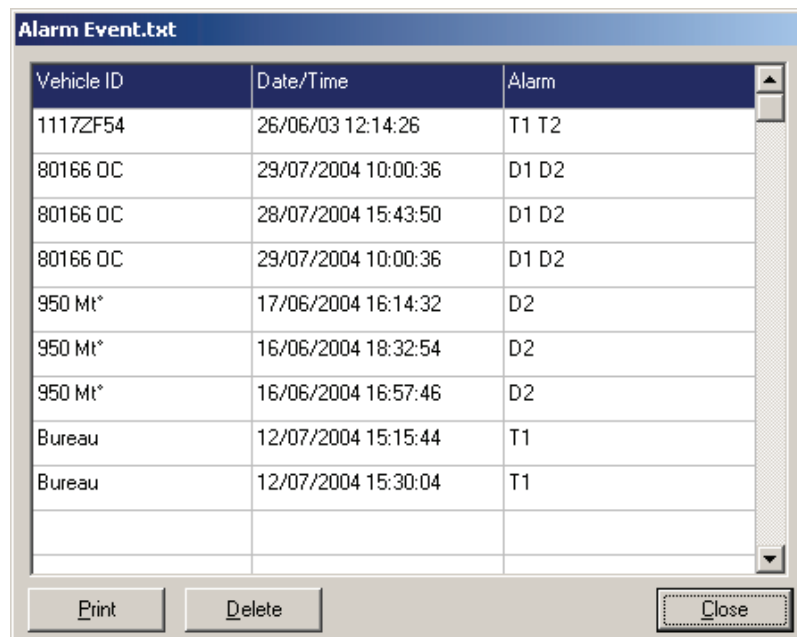 Alarm Event.txt
Vehicle ID Date/Time Alarm
1117ZF54 26/06/03 12:14:26 T1 T2
80166 OC 29/07/2004 10:00:36 D1 D2
80166 OC 28/07/2004 15:43:50 D1 D2
80166 OC 29/07/2004 10:00:36 D1 D2
950 Mt° 17/06/2004 16:14:32 D2
950 Mt° 16/06/2004 18:32:54 D2
950 Mt° 16/06/2004 16:57:46 D2
Bureau 12/07/2004 15:15:44 T1
Bureau 12/07/2004 15:30:04 T1
Print Delete Close